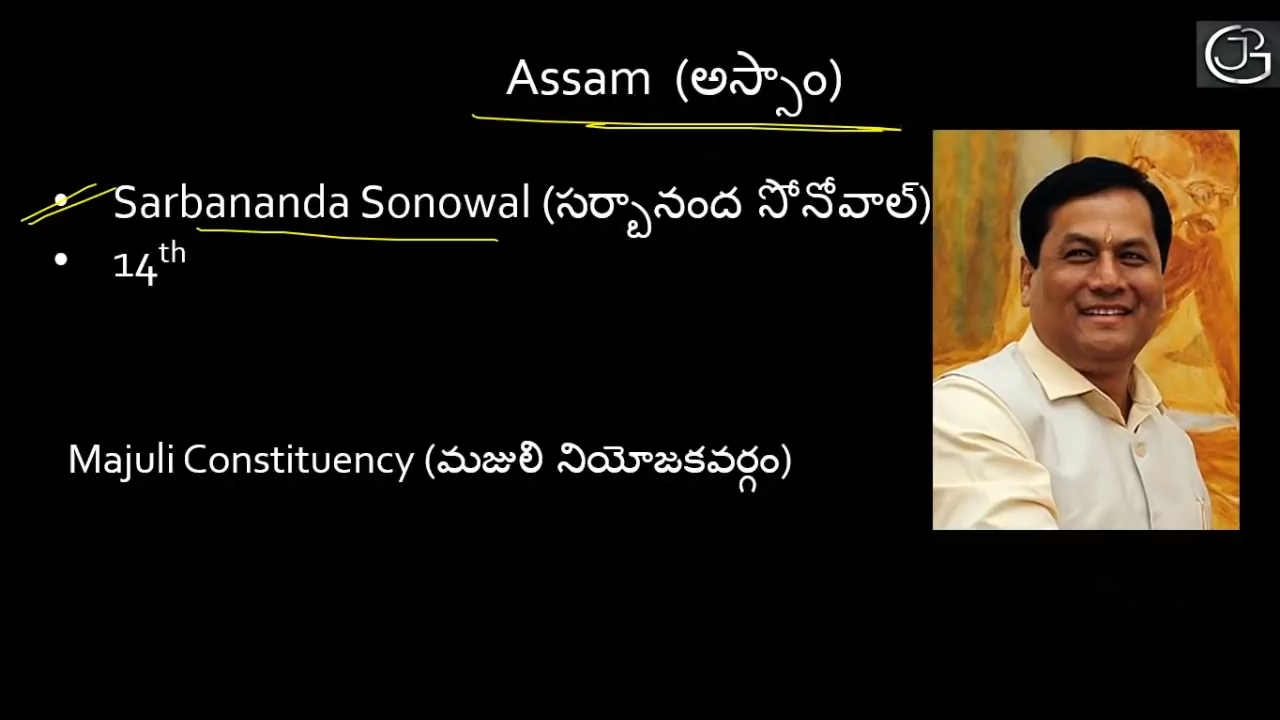 Assam (అస్సాం)
• Sarbananda Sonowal (సర్బానంద సోనోవాల్)
• 14th
Majuli Constituency (మజులి నియోజకవర్గం)